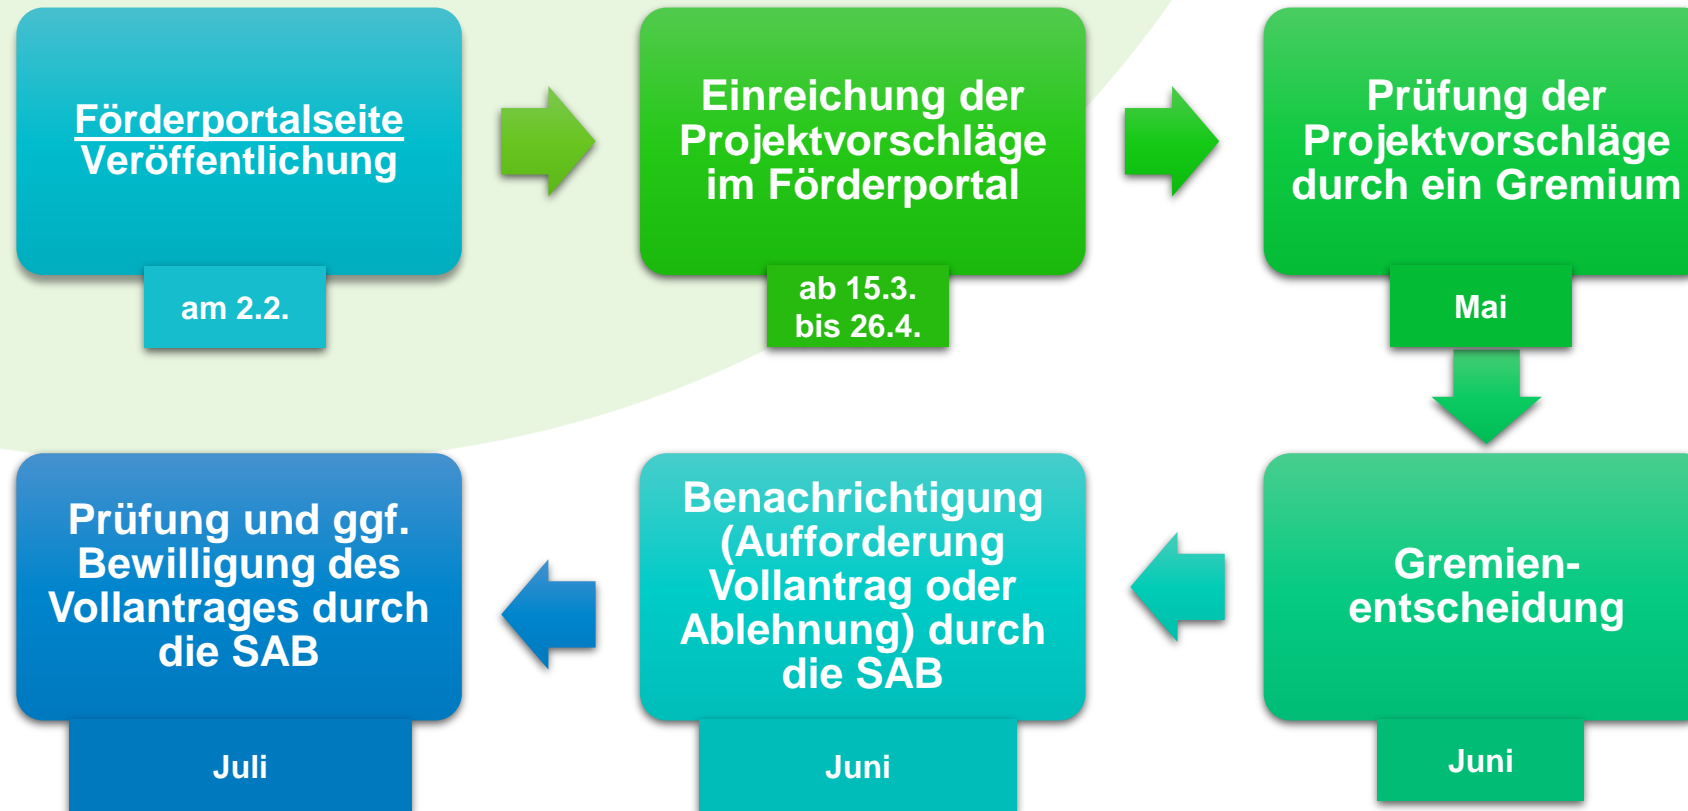 Förderportalseite
Veröffentlichung
am 2.2.
Einreichung der
Projektvorschläge
im Förderportal
ab 15.3.
bis 26.4.
Prüfung der
Projektvorschläge
durch ein Gremium
Mai
Gremien-
entscheidung
Juni
Benachrichtigung
(Aufforderung
Vollantrag oder
Ablehnung) durch
die SAB
Juni
Prüfung und ggf.
Bewilligung des
Vollantrages durch
die SAB
Juli